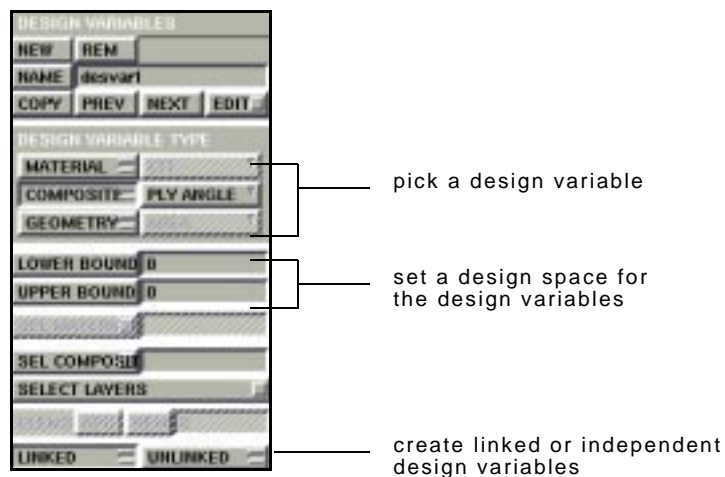 DESIGN VARIABLES
NEW REM
NAME desvar1
COPY PREV NEXT EDIT
DESIGN VARIABLE TYPE
MATERIAL
COMPOSITE PLY ANGLE
GEOMETRY
pick a design variable
LOWER BOUND 0
UPPER BOUND 0
set a design space for
the design variables
SEL COMPOSIT
SELECT LAYERS
LINKED UNLINKED
create linked or independent
design variables